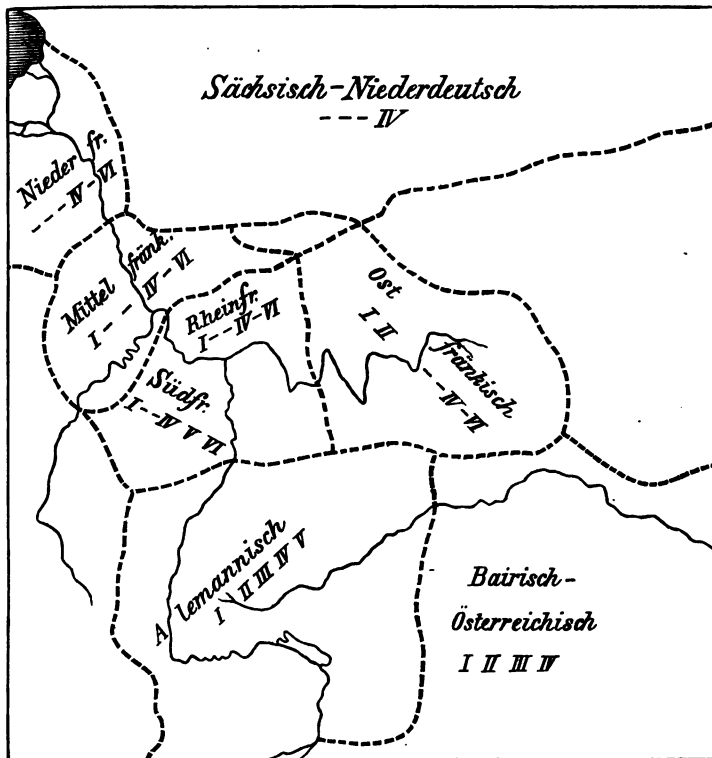 Sächsisch-Niederdeutsch
--- IV
Nieder fr.
---- IV-VI
Mittel fränk.
I --- IV-VI
Rheinfr.
I--IV-VI
Ost fränkisch
I II -- IV-VI
Südfr.
I--IV V VI
Alemannisch
I II III IV V
Bairisch-
Österreichisch
I II III IV